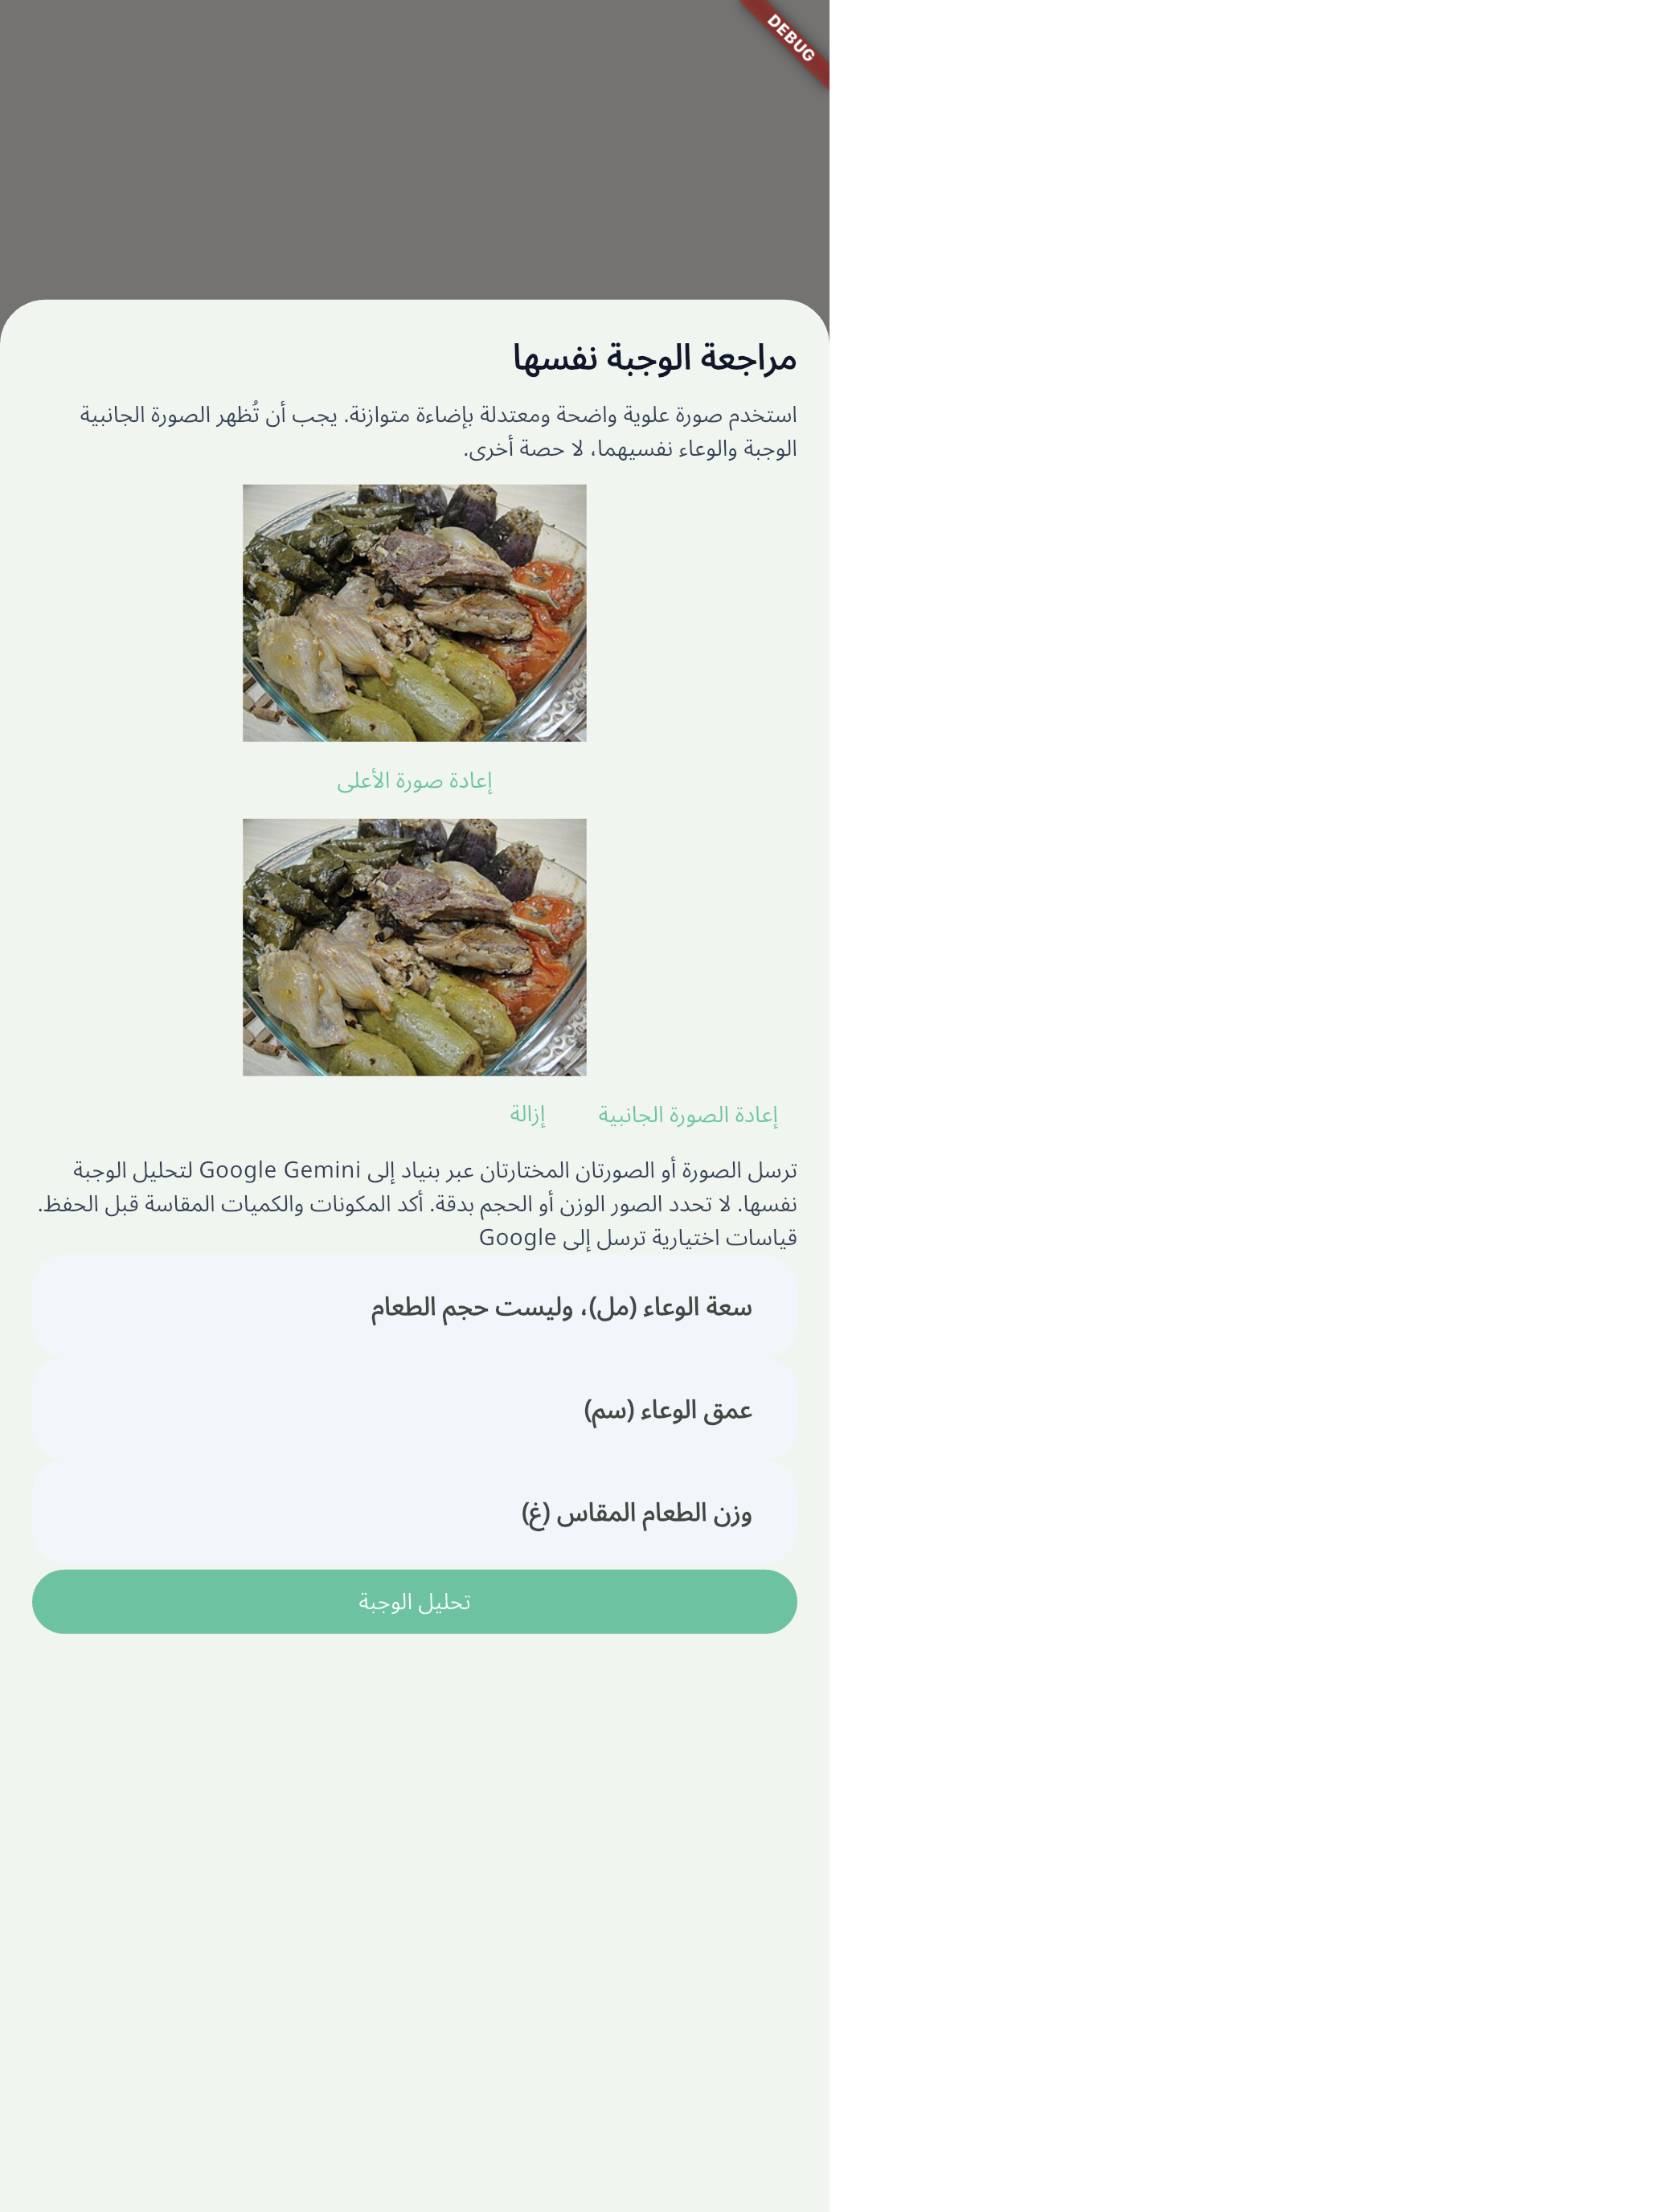 DEBUG
مراجعة الوجبة نفسها
استخدم صورة علوية واضحة ومعتدلة بإضاءة متوازنة. يجب أن تُظهر الصورة الجانبية
الوجبة والوعاء نفسيهما، لا حصة أخرى.
إعادة صورة الأعلى
إعادة الصورة الجانبية
إزالة
ترسل الصورة أو الصورتان المختارتان عبر بنياد إلى Google Gemini لتحليل الوجبة
نفسها. لا تحدد الصور الوزن أو الحجم بدقة. أكد المكونات والكميات المقاسة قبل الحفظ.
قياسات اختيارية ترسل إلى Google
سعة الوعاء (مل)، وليست حجم الطعام
عمق الوعاء (سم)
وزن الطعام المقاس (غ)
تحليل الوجبة